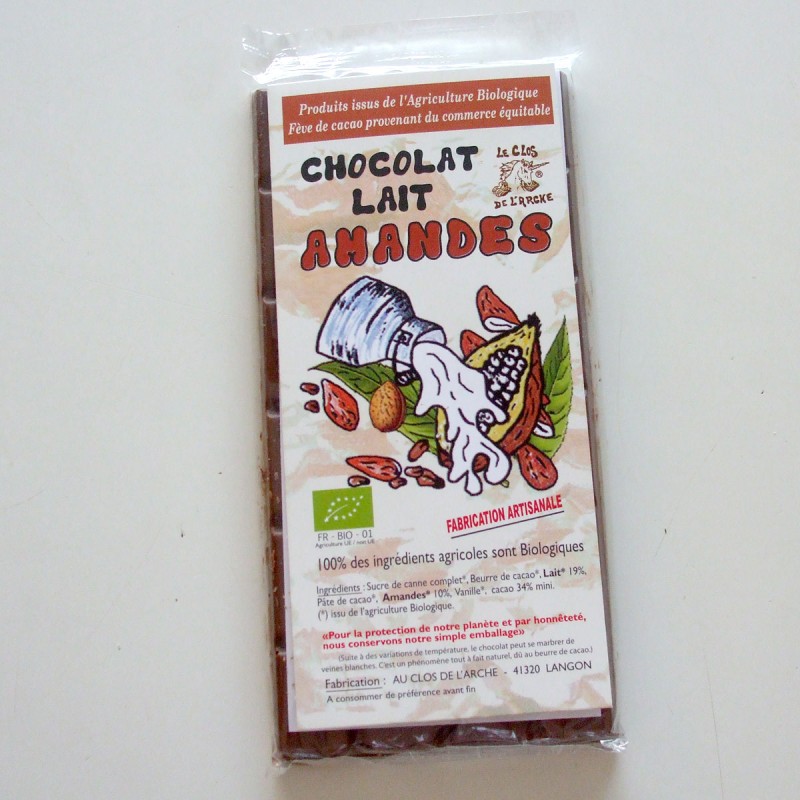 Produits issus de l'Agriculture Biologique
Fève de cacao provenant du commerce équitable
CHOCOLAT
LAIT
AMANDES
LE CLOS
®
DE L'ARCHE
FR - BIO - 01
Agriculture UE / non UE
FABRICATION ARTISANALE
100% des ingrédients agricoles sont Biologiques
Ingrédients : Sucre de canne complet*, Beurre de cacao*, Lait* 19%,
Pâte de cacao*, Amandes* 10%, Vanille*, cacao 34% mini.
(*) issu de l'agriculture Biologique.
«Pour la protection de notre planète et par honnêteté,
nous conservons notre simple emballage»
(Suite à des variations de température, le chocolat peut se marbrer de
veines blanches. C'est un phénomène tout à fait naturel, dû au beurre de cacao.)
Fabrication : AU CLOS DE L'ARCHE - 41320 LANGON
A consommer de préférence avant fin